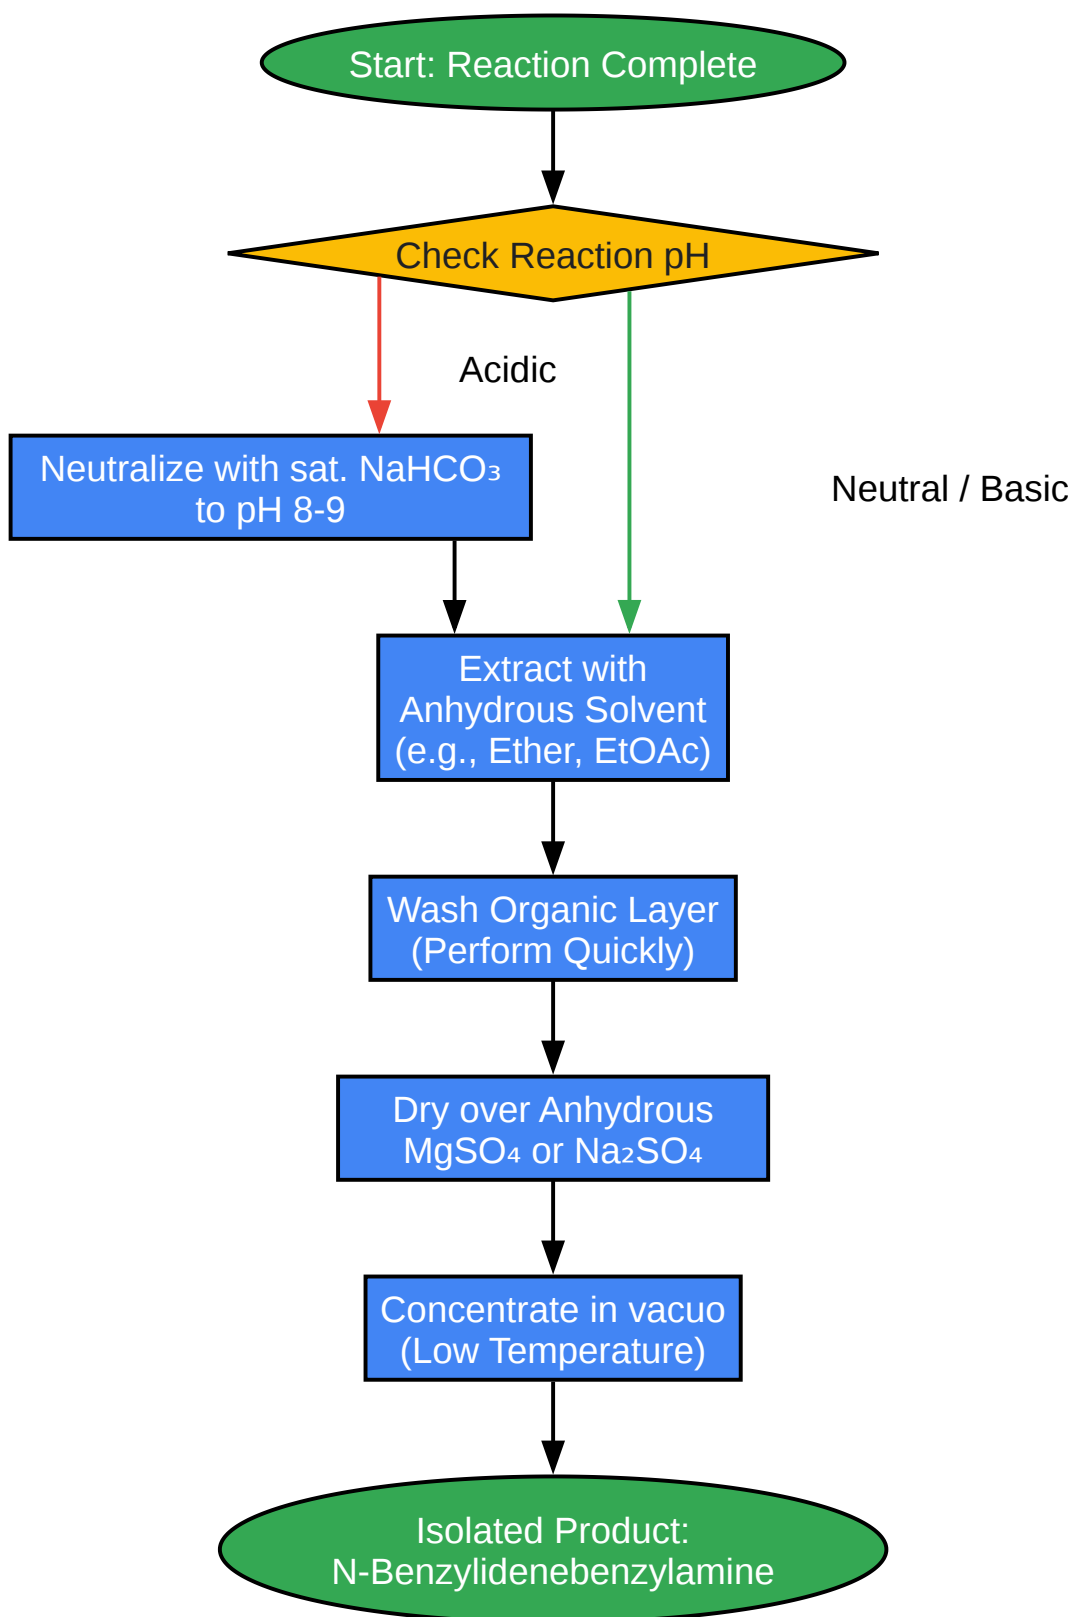 Start: Reaction Complete
Check Reaction pH
Acidic
Neutralize with sat. NaHCO₃
to pH 8-9
Neutral / Basic
Extract with
Anhydrous Solvent
(e.g., Ether, EtOAc)
Wash Organic Layer
(Perform Quickly)
Dry over Anhydrous
MgSO₄ or Na₂SO₄
Concentrate in vacuo
(Low Temperature)
Isolated Product:
N-Benzylidenebenzylamine